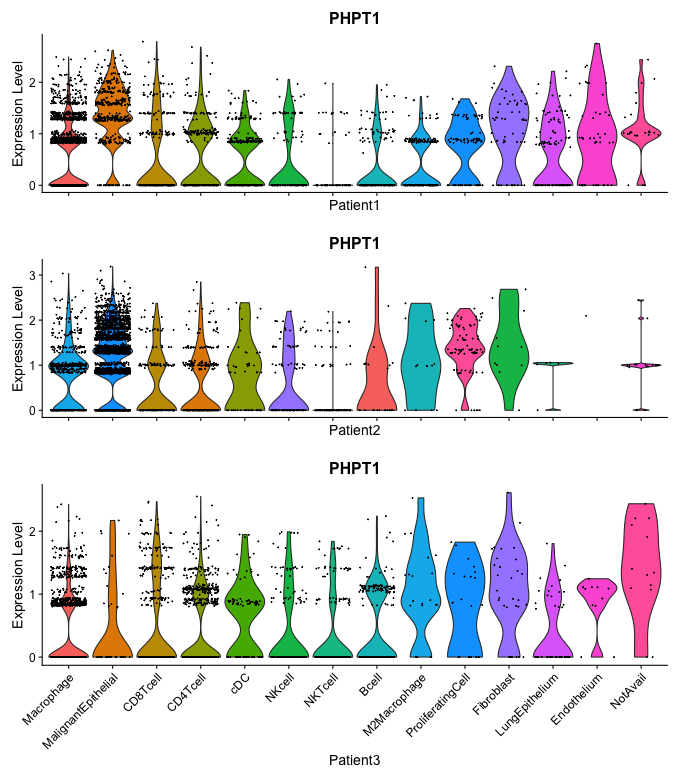 PHPT1
Expression Level
2
1
0
Patient1
PHPT1
Expression Level
3
2
1
0
Patient2
PHPT1
Expression Level
2
1
0
Macrophage
MalignantEpithelial
CD8Tcell
CD4Tcell
cDC
NKcell
NKTcell
Bcell
M2Macrophage
ProliferatingCell
Fibroblast
LungEpithelium
Endothelium
NotAvail
Patient3